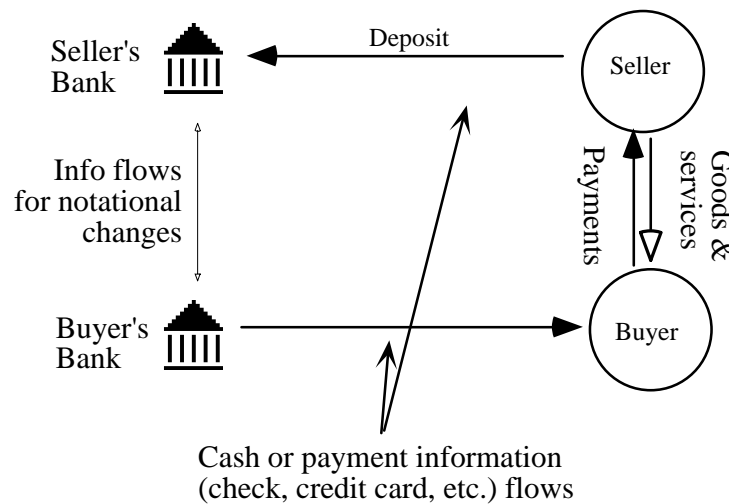 Seller's
Bank
Deposit
Seller
Payments
Goods &
services
Info flows
for notational
changes
Buyer's
Bank
Buyer
Cash or payment information
(check, credit card, etc.) flows